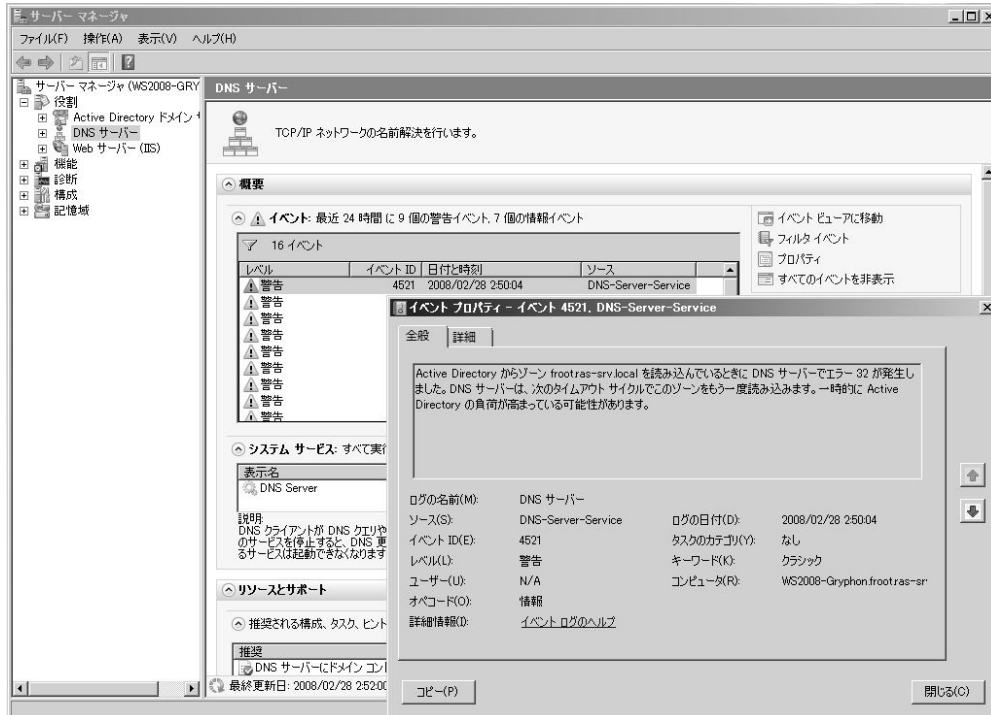 サーバー マネージャ
ファイル(F) 操作(A) 表示(V) ヘルプ(H)
サーバー マネージャ (WS2008-GRY
役割
Active Directory ドメイン サ
DNS サーバー
Web サーバー (IIS)
機能
診断
構成
記憶域
DNS サーバー
TCP/IP ネットワークの名前解決を行います。
概要
イベント: 最近 24 時間 に 9 個の警告イベント, 7 個の情報イベント
16 イベント
レベル イベント ID 日付と時刻 ソース
警告 4521 2008/02/28 2:50:04 DNS-Server-Service
警告
警告
警告
警告
警告
警告
警告
警告
イベント ビューアに移動
フィルタ イベント
プロパティ
すべてのイベントを非表示
システム サービス: すべて実行
表示名
DNS Server
説明:
DNS クライアントが DNS クエリや
のサービスを停止すると、DNS 更
るサービスは起動できなくなります
リソースとサポート
推奨される構成、タスク、ヒント
推奨
DNS サーバーにドメイン コン
最終更新日: 2008/02/28 2:52:00
イベント プロパティ - イベント 4521, DNS-Server-Service
全般 詳細
Active Directory からゾーン froot.ras-srv.local を読み込んでいるときに DNS サーバーでエラー 32 が発生し
ました。DNS サーバーは、次のタイムアウト サイクルでこのゾーンをもう一度読み込みます。一時的に Active
Directory の負荷が高まっている可能性があります。
ログの名前(M): DNS サーバー
ソース(S): DNS-Server-Service ログの日付(D): 2008/02/28 2:50:04
イベント ID(E): 4521 タスクのカテゴリ(Y): なし
レベル(L): 警告 キーワード(K): クラシック
ユーザー(U): N/A コンピュータ(R): WS2008-Gryphon.froot.ras-sr
オペコード(O): 情報
詳細情報(I): イベント ログのヘルプ
コピー(P) 閉じる(C)